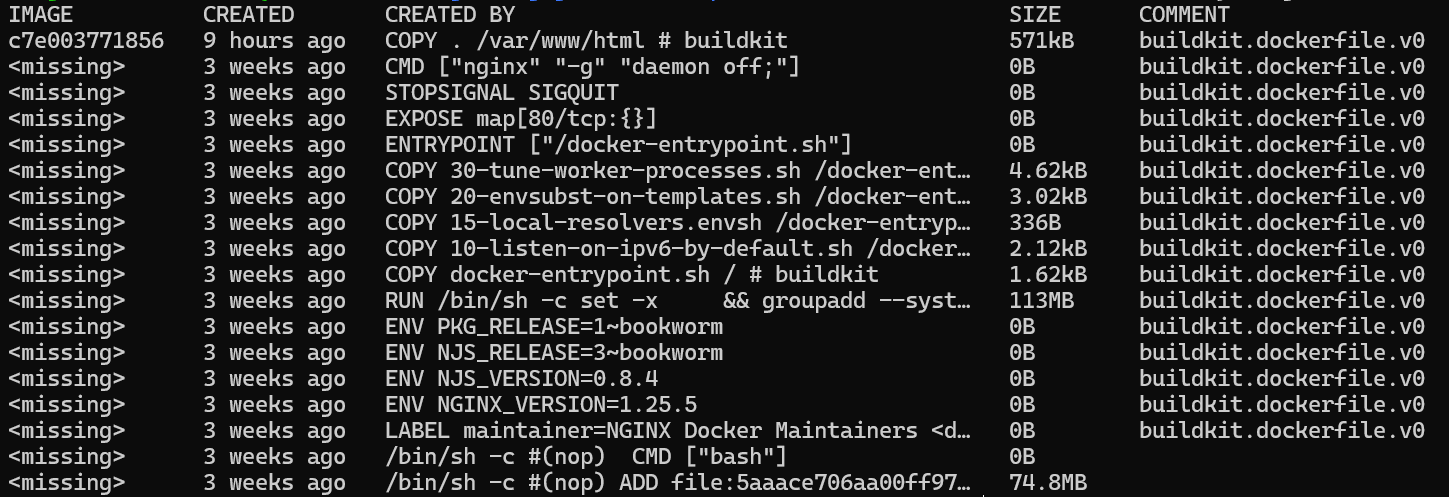 IMAGE CREATED CREATED BY SIZE COMMENT
c7e003771856 9 hours ago COPY . /var/www/html # buildkit 571kB buildkit.dockerfile.v0
<missing> 3 weeks ago CMD ["nginx" "-g" "daemon off;"] 0B buildkit.dockerfile.v0
<missing> 3 weeks ago STOPSIGNAL SIGQUIT 0B buildkit.dockerfile.v0
<missing> 3 weeks ago EXPOSE map[80/tcp:{}] 0B buildkit.dockerfile.v0
<missing> 3 weeks ago ENTRYPOINT ["/docker-entrypoint.sh"] 0B buildkit.dockerfile.v0
<missing> 3 weeks ago COPY 30-tune-worker-processes.sh /docker-ent… 4.62kB buildkit.dockerfile.v0
<missing> 3 weeks ago COPY 20-envsubst-on-templates.sh /docker-ent… 3.02kB buildkit.dockerfile.v0
<missing> 3 weeks ago COPY 15-local-resolvers.envsh /docker-entryp… 336B buildkit.dockerfile.v0
<missing> 3 weeks ago COPY 10-listen-on-ipv6-by-default.sh /docker… 2.12kB buildkit.dockerfile.v0
<missing> 3 weeks ago COPY docker-entrypoint.sh / # buildkit 1.62kB buildkit.dockerfile.v0
<missing> 3 weeks ago RUN /bin/sh -c set -x     && groupadd --syst… 113MB buildkit.dockerfile.v0
<missing> 3 weeks ago ENV PKG_RELEASE=1~bookworm 0B buildkit.dockerfile.v0
<missing> 3 weeks ago ENV NJS_RELEASE=3~bookworm 0B buildkit.dockerfile.v0
<missing> 3 weeks ago ENV NJS_VERSION=0.8.4 0B buildkit.dockerfile.v0
<missing> 3 weeks ago ENV NGINX_VERSION=1.25.5 0B buildkit.dockerfile.v0
<missing> 3 weeks ago LABEL maintainer=NGINX Docker Maintainers <d… 0B buildkit.dockerfile.v0
<missing> 3 weeks ago /bin/sh -c #(nop)  CMD ["bash"] 0B
<missing> 3 weeks ago /bin/sh -c #(nop) ADD file:5aaace706aa00ff97… 74.8MB